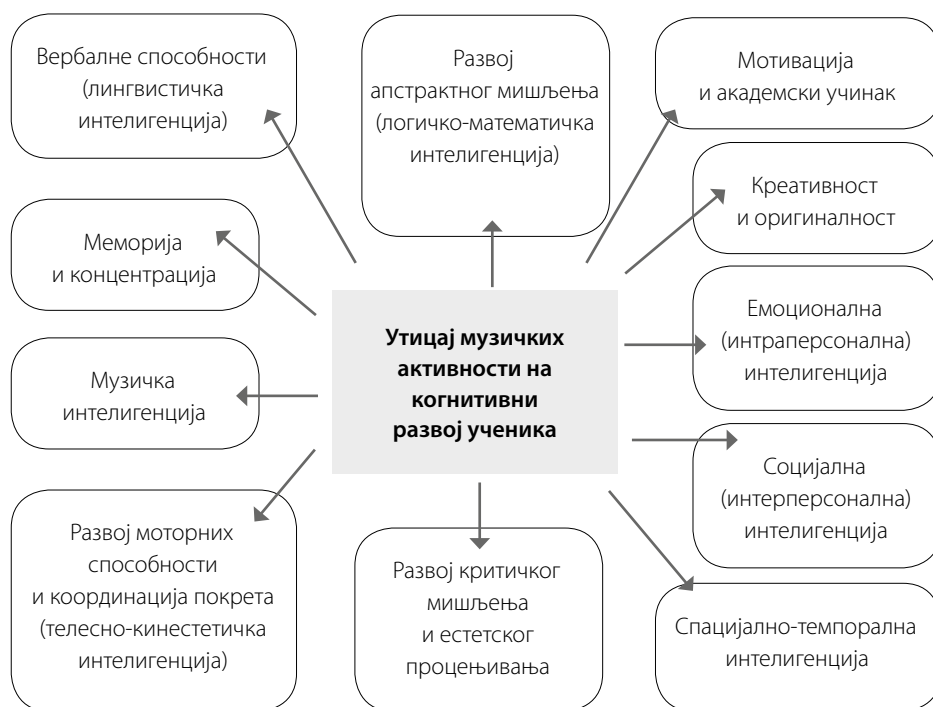 Вербалне способности
(лингвистичка
интелигенција)
Развој
апстрактног мишљења
(логичко-математичка
интелигенција)
Мотивација
и академски учинак
Креативност
и оригиналност
Меморија
и концентрација
Утицај музичких
активности на
когнитивни
развој ученика
Емоционална
(интраперсонална)
интелигенција
Музичка
интелигенција
Социјална
(интерперсонална)
интелигенција
Развој моторних
способности
и координација покрета
(телесно-кинестетичка
интелигенција)
Развој критичког
мишљења
и естетског
процењивања
Спацијално-темпорална
интелигенција